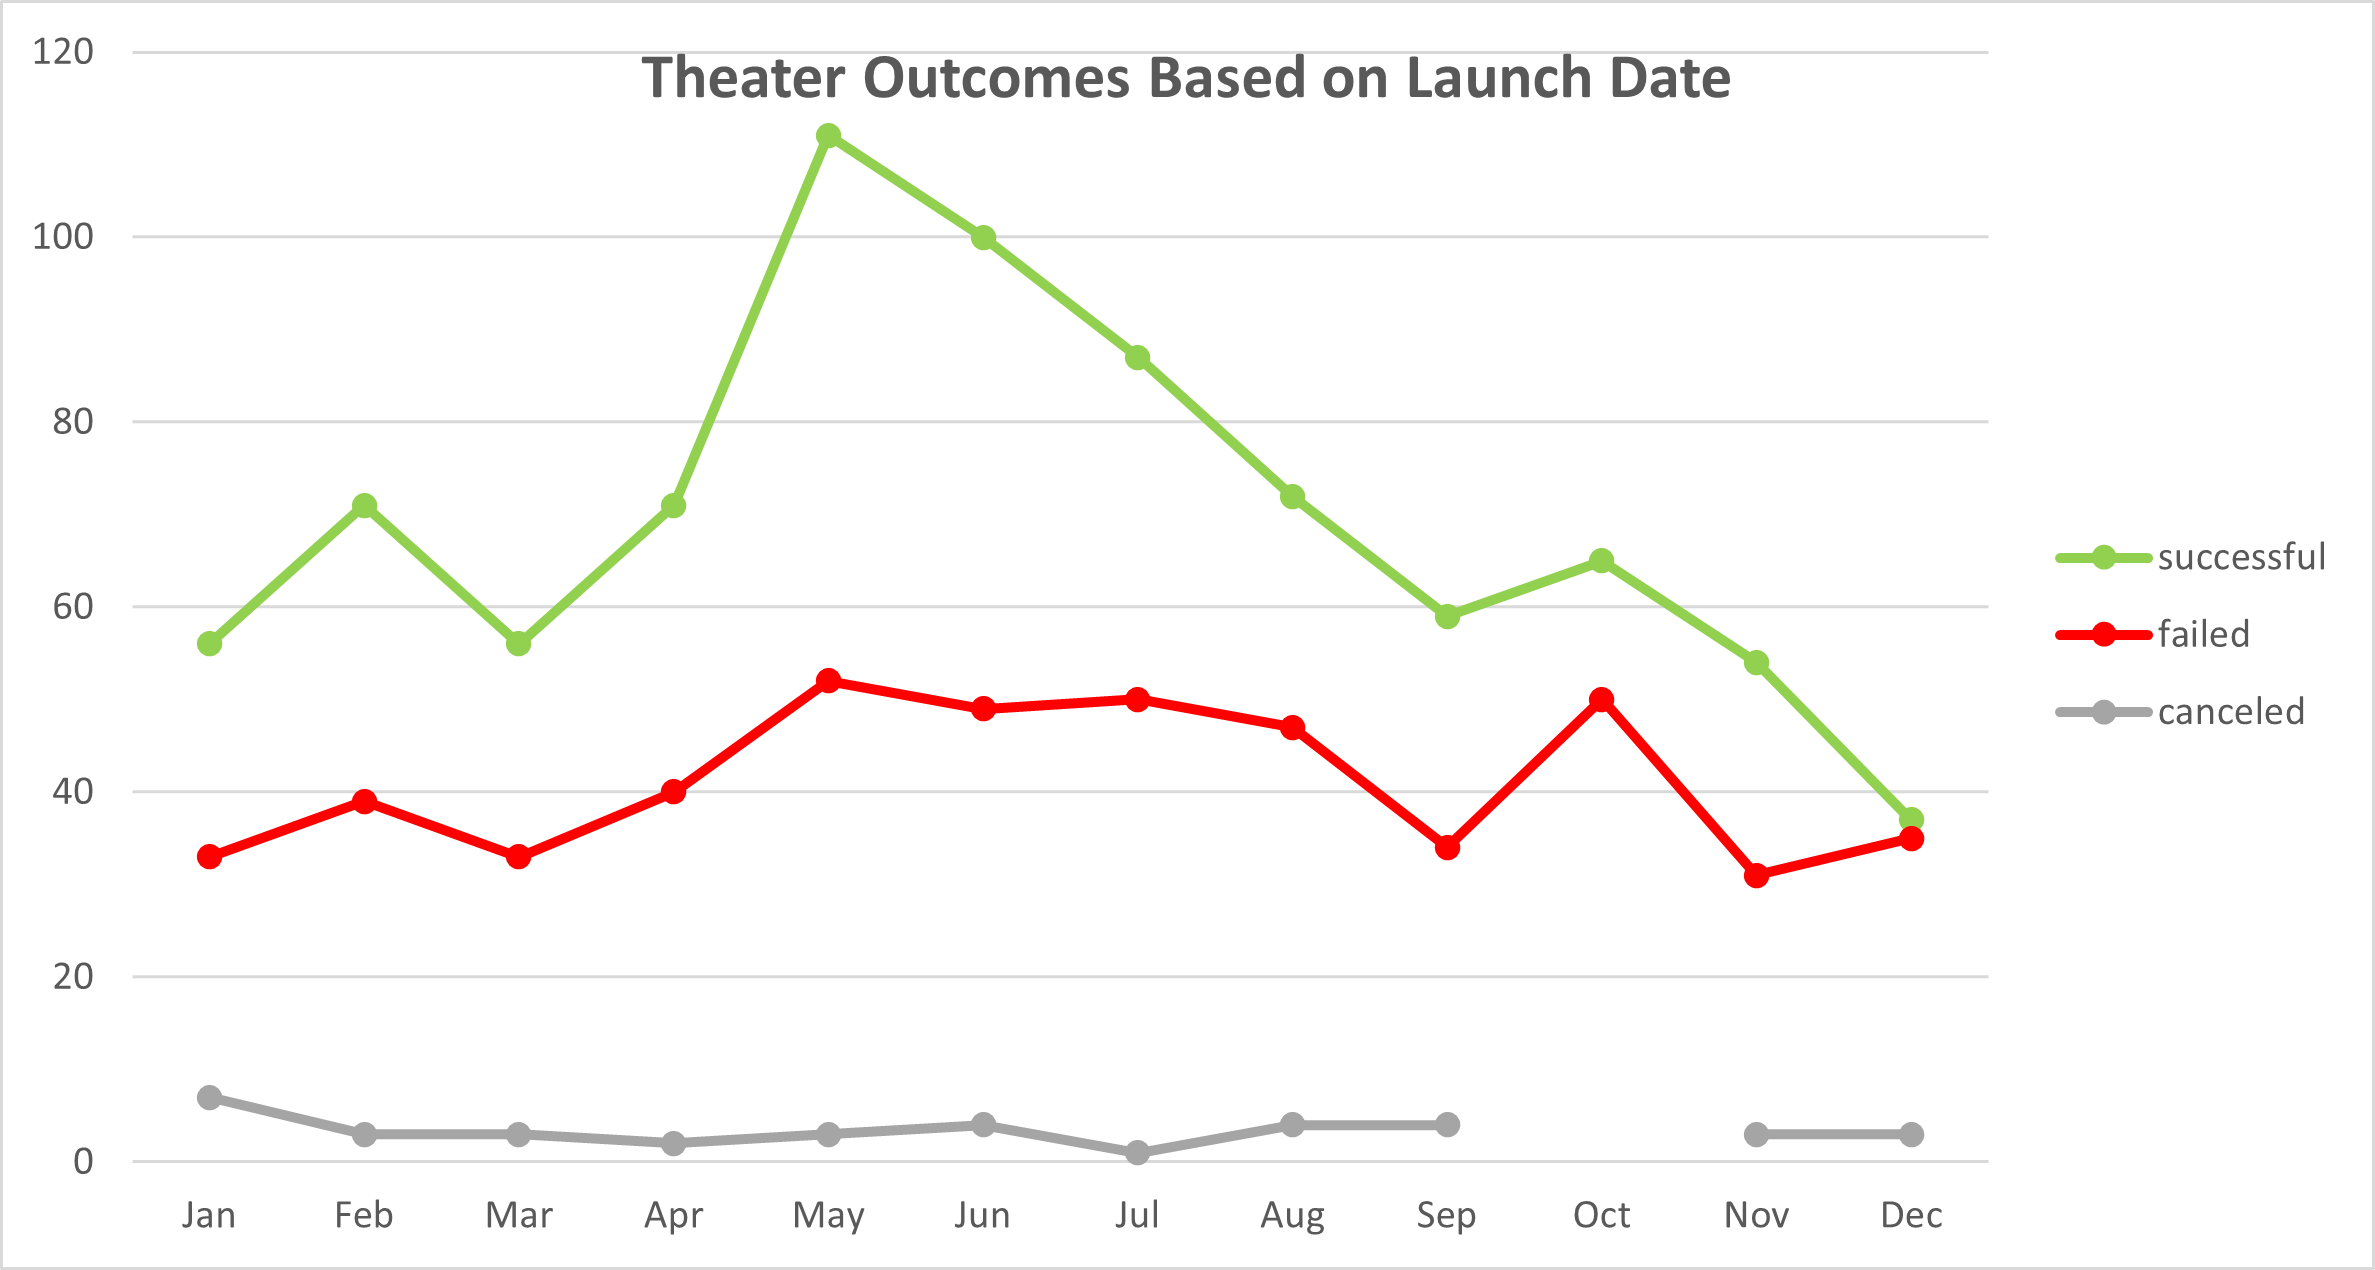 Theater Outcomes Based on Launch Date
120
100
80
60
40
20
0
Jan Feb Mar Apr May Jun Jul Aug Sep Oct Nov Dec
successful
failed
canceled